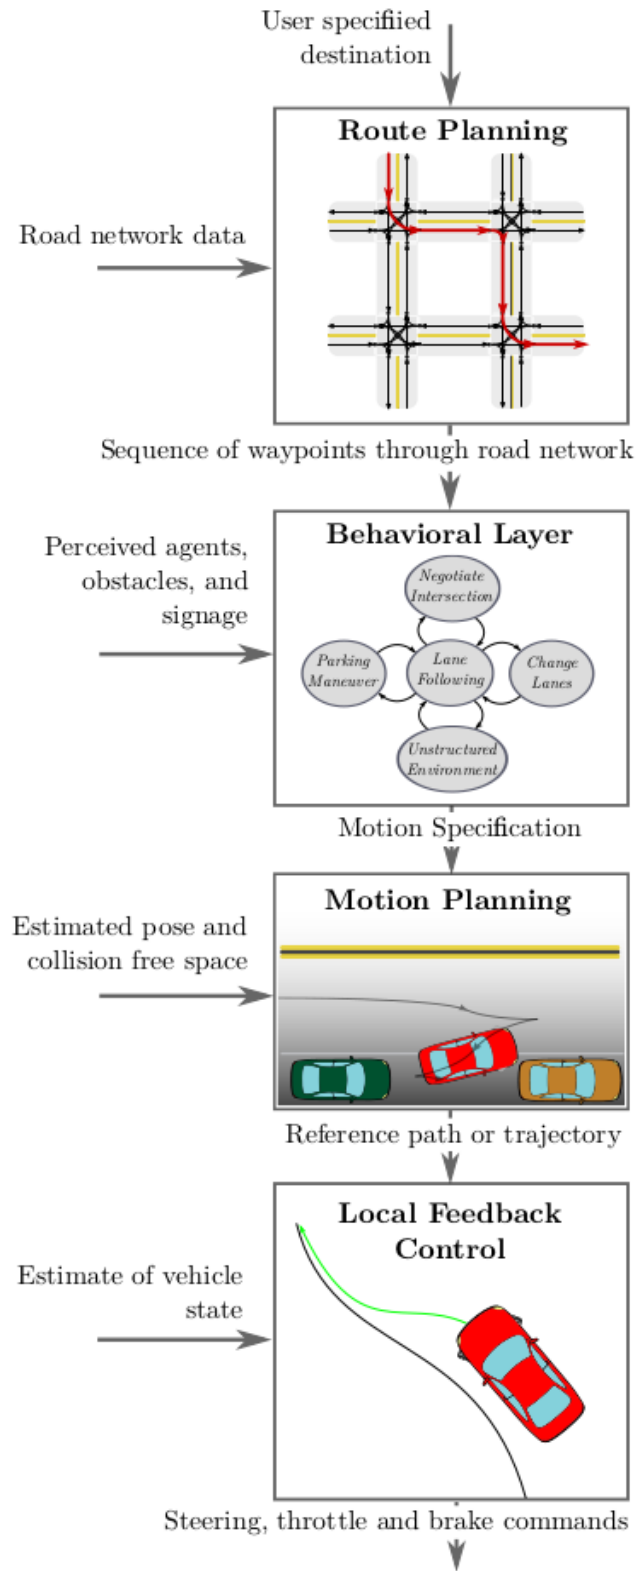 User specifiied
destination
Route Planning
Road network data
Sequence of waypoints through road network
Behavioral Layer
Perceived agents,
obstacles, and
signage
Negotiate
Intersection
Parking
Maneuver
Lane
Following
Change
Lanes
Unstructured
Environment
Motion Specification
Motion Planning
Estimated pose and
collision free space
Reference path or trajectory
Local Feedback
Control
Estimate of vehicle
state
Steering, throttle and brake commands